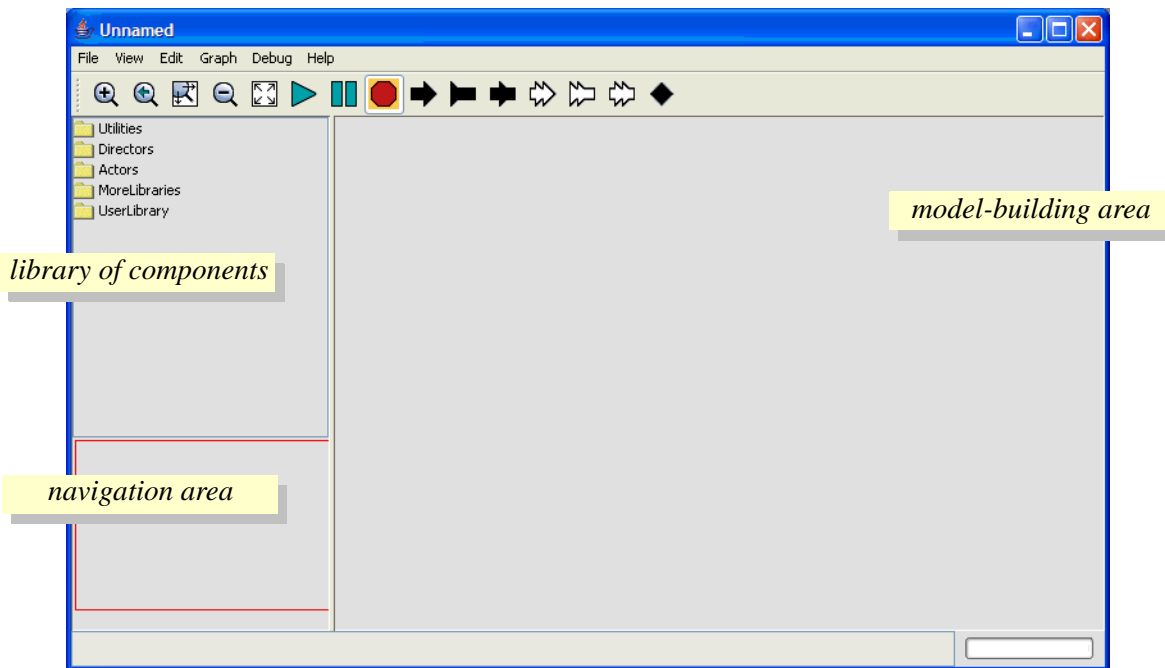 Unnamed
File View Edit Graph Debug Help
Utilities
Directors
Actors
MoreLibraries
UserLibrary
model-building area
library of components
navigation area